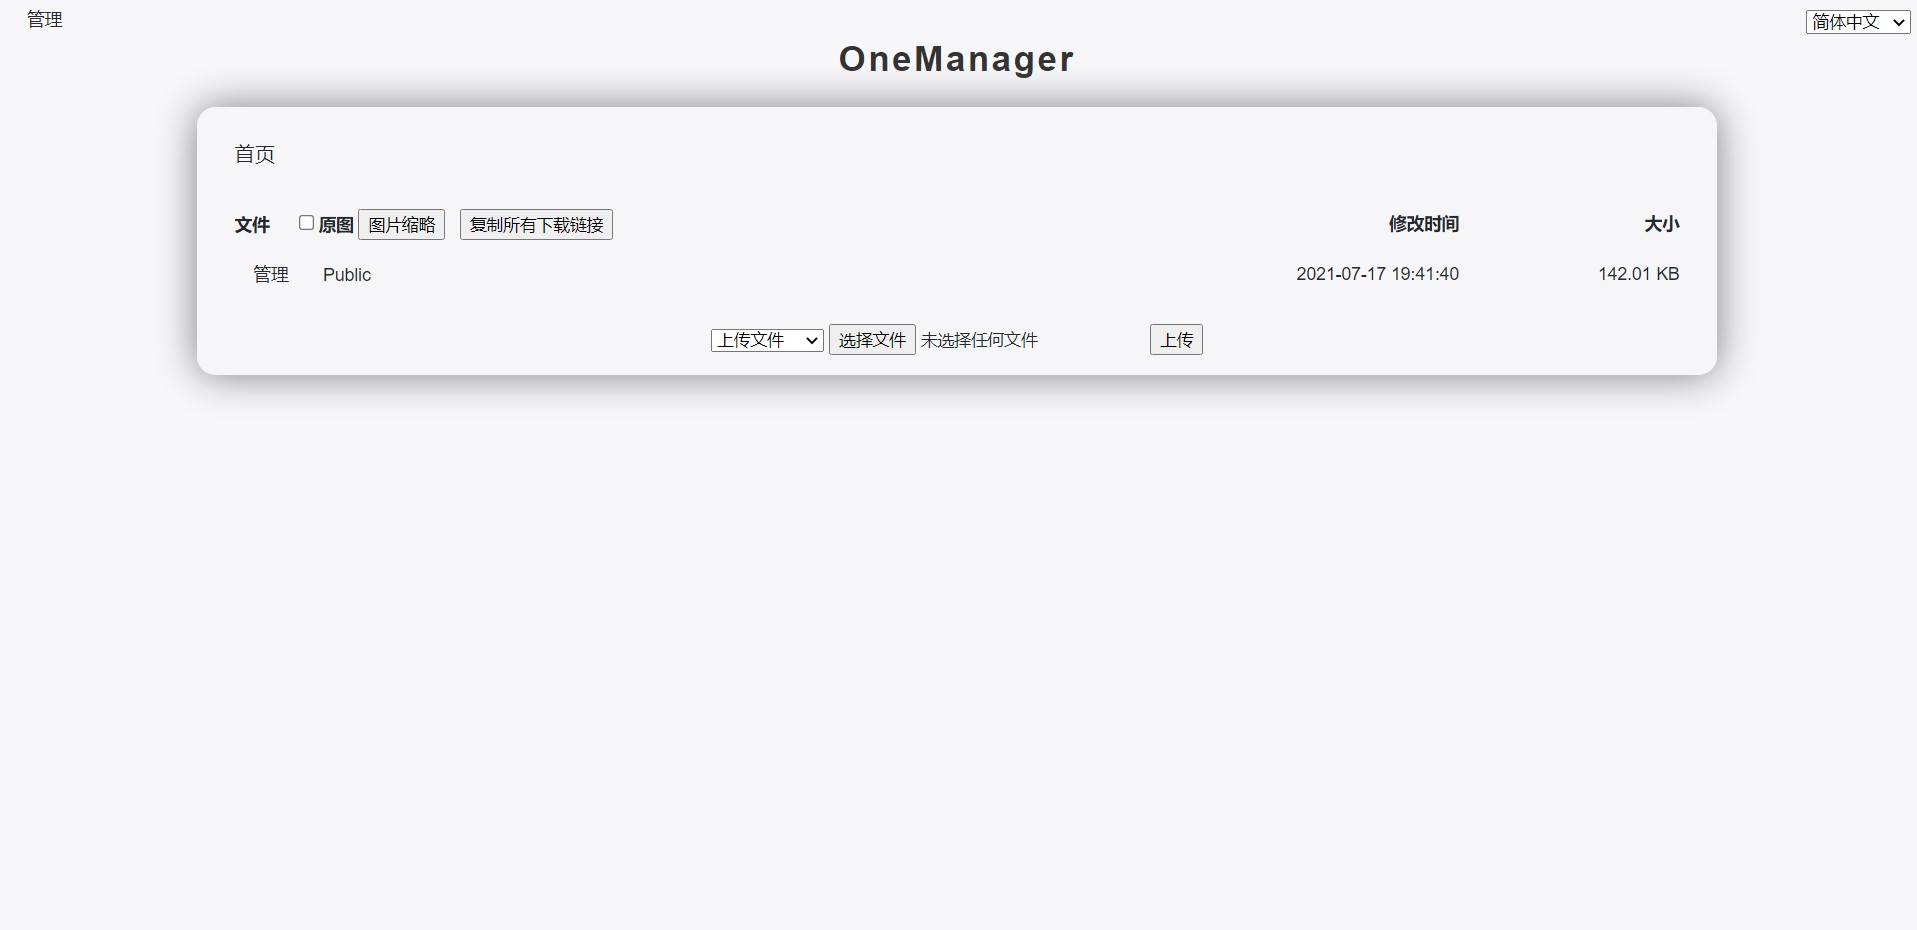 管理 简体中文
OneManager
首页
文件 原图 图片缩略 复制所有下载链接 修改时间 大小
管理 Public 2021-07-17 19:41:40 142.01 KB
上传文件 选择文件 未选择任何文件 上传